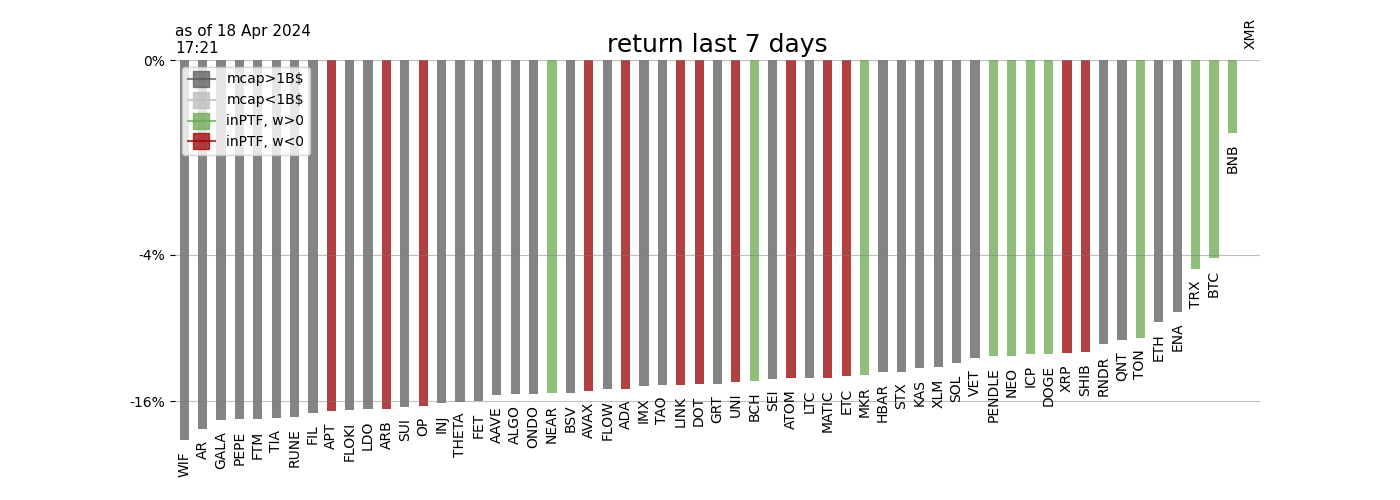 as of 18 Apr 2024
17:21
return last 7 days
XMR
0%
mcap>1B$
mcap<1B$
inPTF, w>0
inPTF, w<0
-4%
-16%
WIF
AR
GALA
PEPE
FTM
TIA
RUNE
FIL
APT
FLOKI
LDO
ARB
SUI
OP
INJ
THETA
FET
AAVE
ALGO
ONDO
NEAR
BSV
AVAX
FLOW
ADA
IMX
TAO
LINK
DOT
GRT
UNI
BCH
SEI
ATOM
LTC
MATIC
ETC
MKR
HBAR
STX
KAS
XLM
SOL
VET
PENDLE
NEO
ICP
DOGE
XRP
SHIB
RNDR
QNT
TON
ETH
ENA
TRX
BTC
BNB